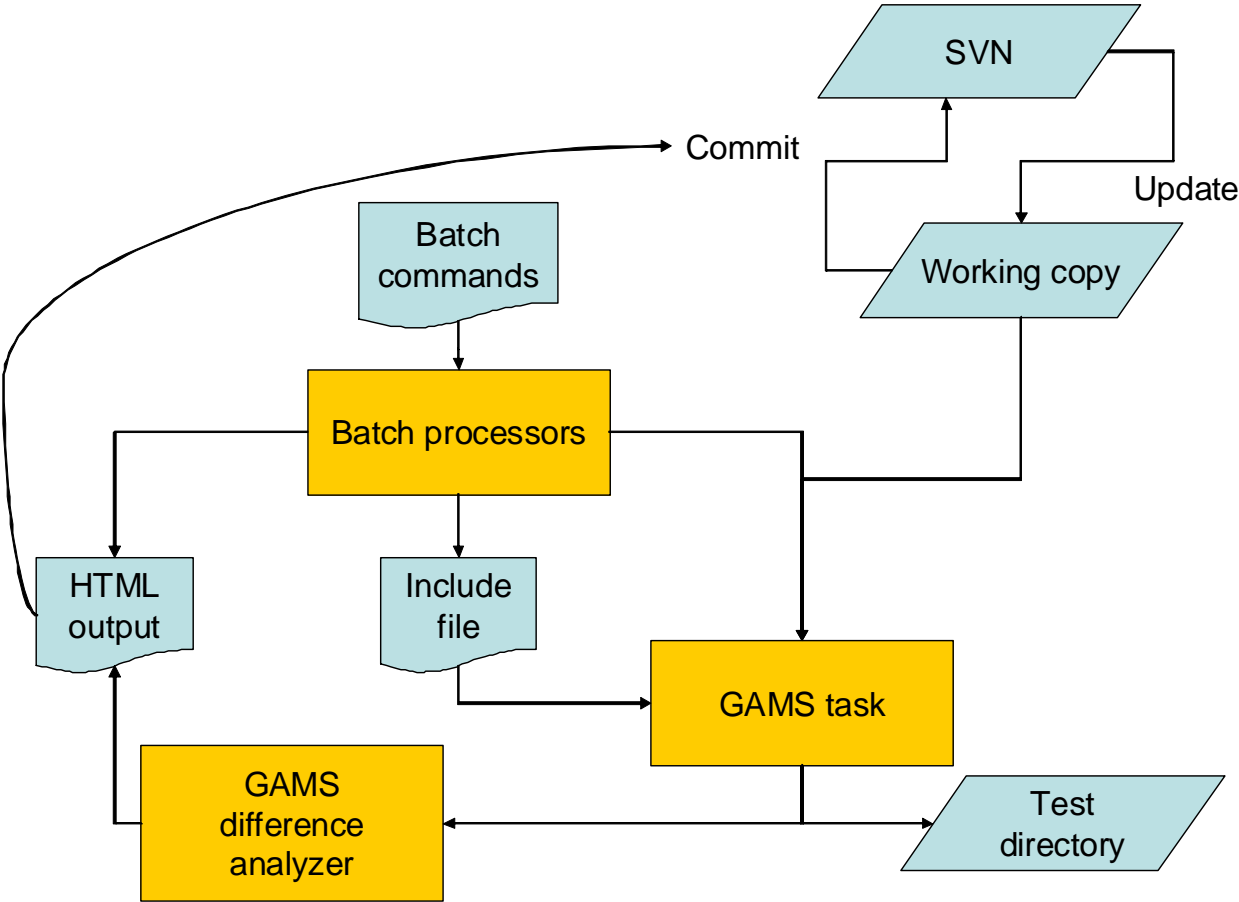 SVN
Commit
Update
Batch
commands
Working copy
Batch processors
HTML
output
Include
file
GAMS task
GAMS
difference
analyzer
Test
directory